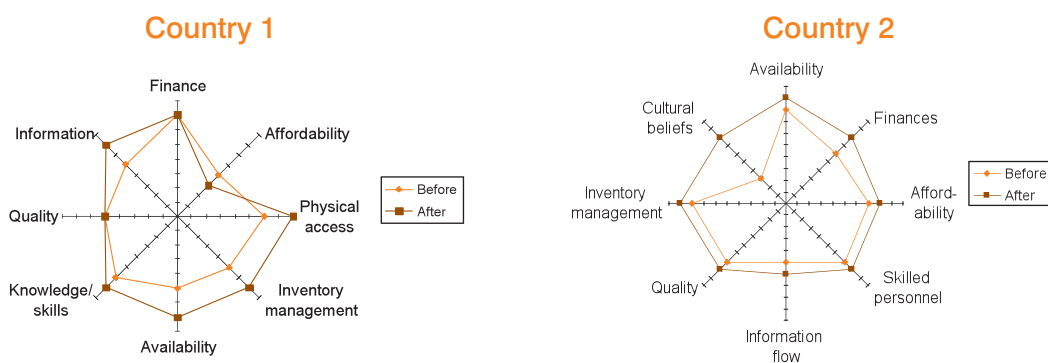 Country 1
Finance
Information
Affordability
Quality
Physical
access
Knowledge/
skills
Inventory
management
Availability
Before
After
Country 2
Availability
Cultural
beliefs
Finances
Inventory
management
Afford-
ability
Quality
Skilled
personnel
Information
flow
Before
After